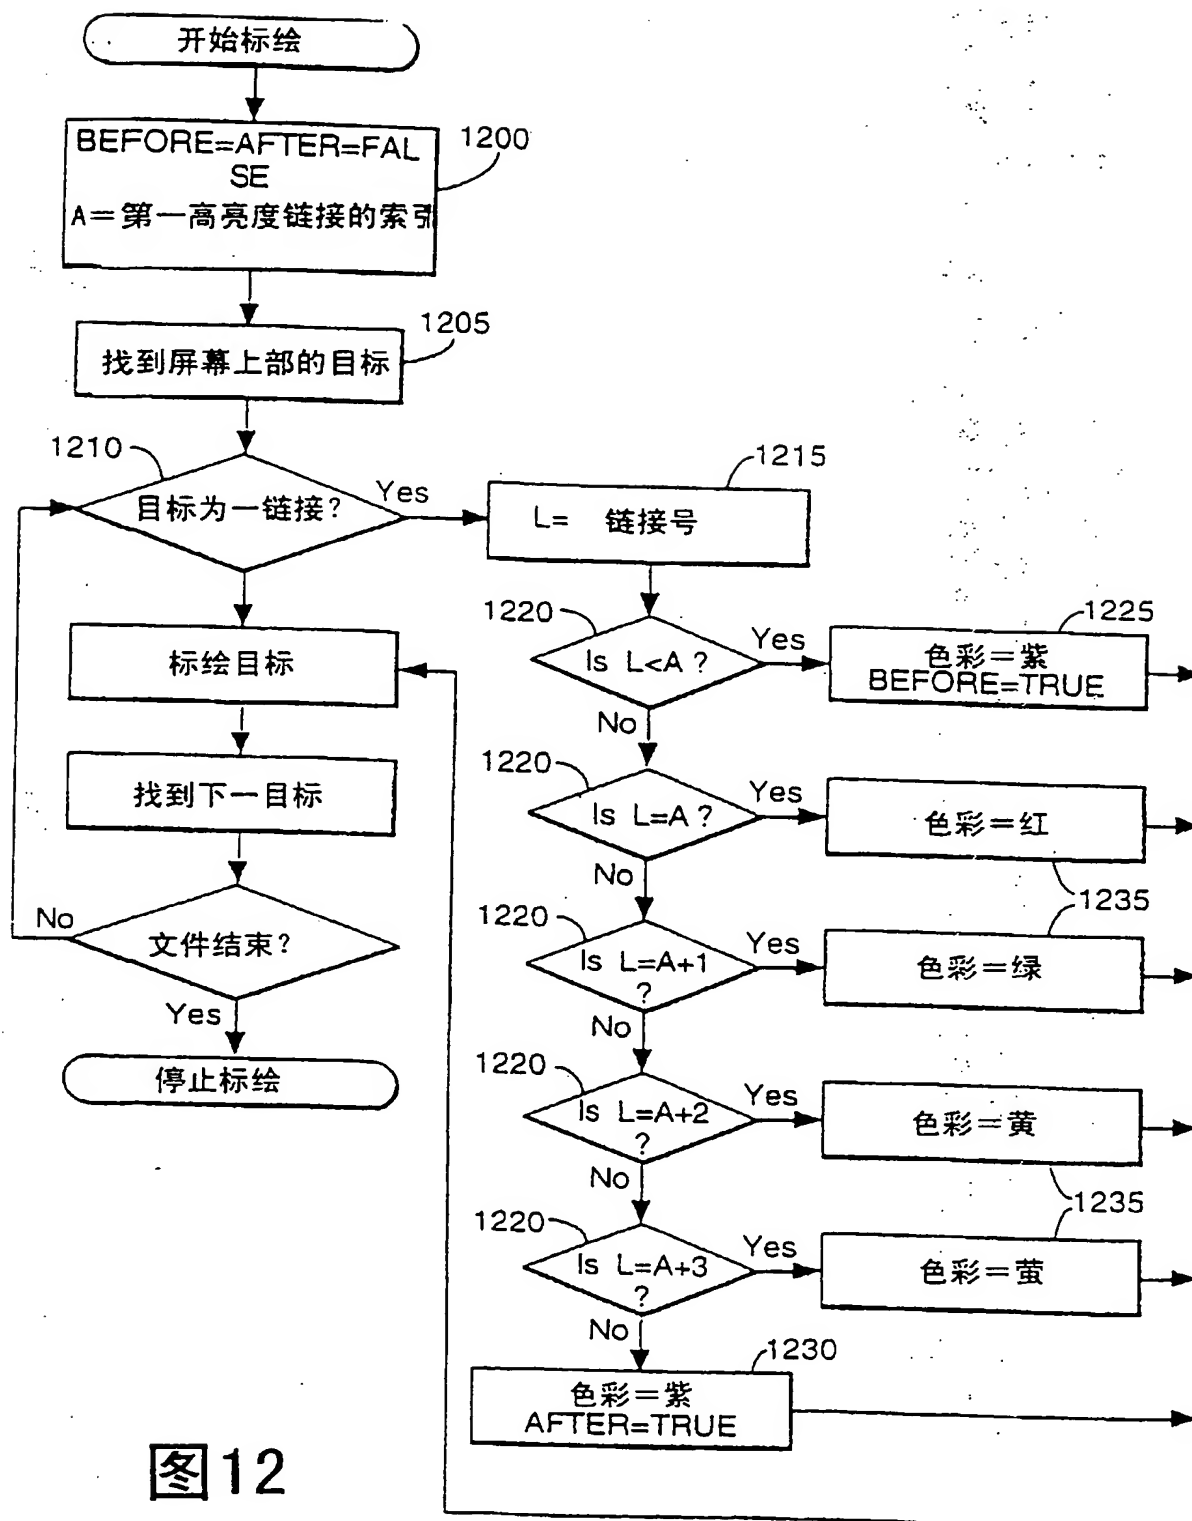 开始标绘
BEFORE=AFTER=FAL
SE
A=第一高亮度链接的索引
1200
找到屏幕上部的目标
1205
1210
目标为一链接?
Yes
L= 链接号
1215
标绘目标
找到下一目标
文件结束?
No
Yes
停止标绘
1220
Is L<A ?
Yes
No
色彩=紫
BEFORE=TRUE
1225
1220
Is L=A ?
Yes
No
色彩=红
1235
1220
Is L=A+1
?
Yes
No
色彩=绿
1220
Is L=A+2
?
Yes
No
色彩=黄
1235
1220
Is L=A+3
?
Yes
No
色彩=萤
1230
色彩=紫
AFTER=TRUE
图12